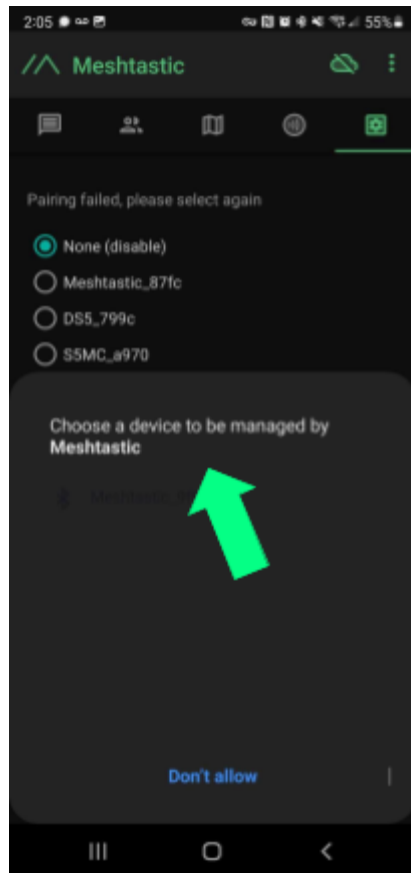 2:05
55%
Meshtastic
Pairing failed, please select again
None (disable)
Meshtastic_87fc
DS5_799c
S5MC_a970
Choose a device to be managed by
Meshtastic
Don't allow